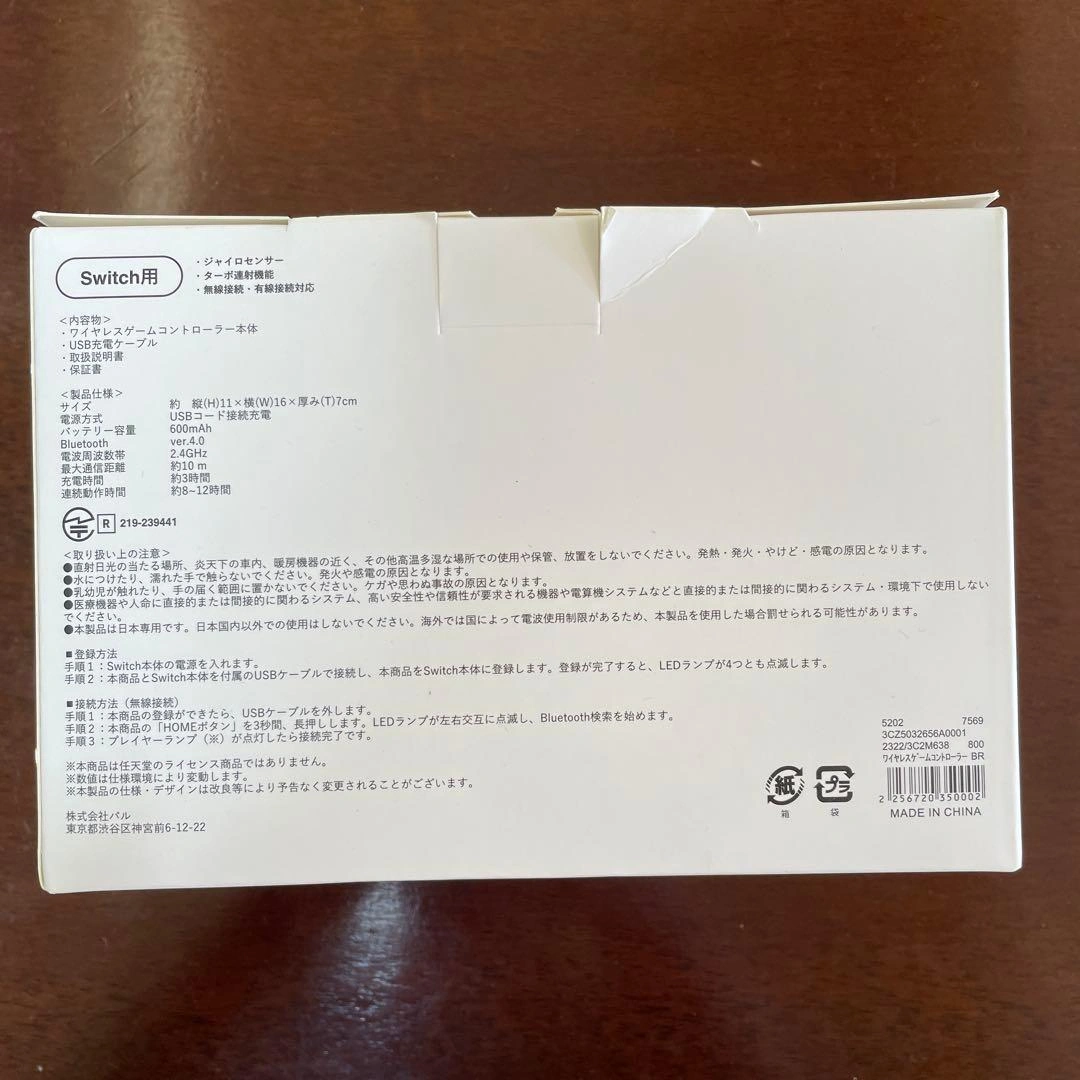 Switch用
・ジャイロセンサー
・ターボ連射機能
・無線接続・有線接続対応
＜内容物＞
・ワイヤレスゲームコントローラー本体
・USB充電ケーブル
・取扱説明書
・保証書
＜製品仕様＞
サイズ 約 縦(H)11×横(W)16×厚み(T)7cm
電源方式 USBコード接続充電
バッテリー容量 600mAh
Bluetooth ver.4.0
電波周波数帯 2.4GHz
最大通信距離 約10 m
充電時間 約3時間
連続動作時間 約8~12時間
R 219-239441
＜取り扱い上の注意＞
●直射日光の当たる場所、炎天下の車内、暖房機器の近く、その他高温多湿な場所での使用や保管、放置をしないでください。発熱・発火・やけど・感電の原因となります。
●水につけたり、濡れた手で触らないでください。発火や感電の原因となります。
●乳幼児が触れたり、手の届く範囲に置かないでください。ケガや思わぬ事故の原因となります。
●医療機器や人命に直接的または間接的に関わるシステム、高い安全性や信頼性が要求される機器や電算機システムなどと直接的または間接的に関わるシステム・環境下で使用しない
でください。
●本製品は日本専用です。日本国内以外での使用はしないでください。海外では国によって電波使用制限があるため、本製品を使用した場合罰せられる可能性があります。
■登録方法
手順1：Switch本体の電源を入れます。
手順2：本商品とSwitch本体を付属のUSBケーブルで接続し、本商品をSwitch本体に登録します。登録が完了すると、LEDランプが4つとも点滅します。
■接続方法（無線接続）
手順1：本商品の登録ができたら、USBケーブルを外します。
手順2：本商品の「HOMEボタン」を3秒間、長押しします。LEDランプが左右交互に点滅し、Bluetooth検索を始めます。
手順3：プレイヤーランプ（※）が点灯したら接続完了です。
※本商品は任天堂のライセンス商品ではありません。
※数値は仕様環境により変動します。
※本製品の仕様・デザインは改良等により予告なく変更されることがございます。
株式会社パル
東京都渋谷区神宮前6-12-22
5202 7569
3CZ5032656A0001
2322/3C2M638 800
ワイヤレスゲームコントローラー BR
紙
箱
プラ
袋
2 256720 350002
MADE IN CHINA